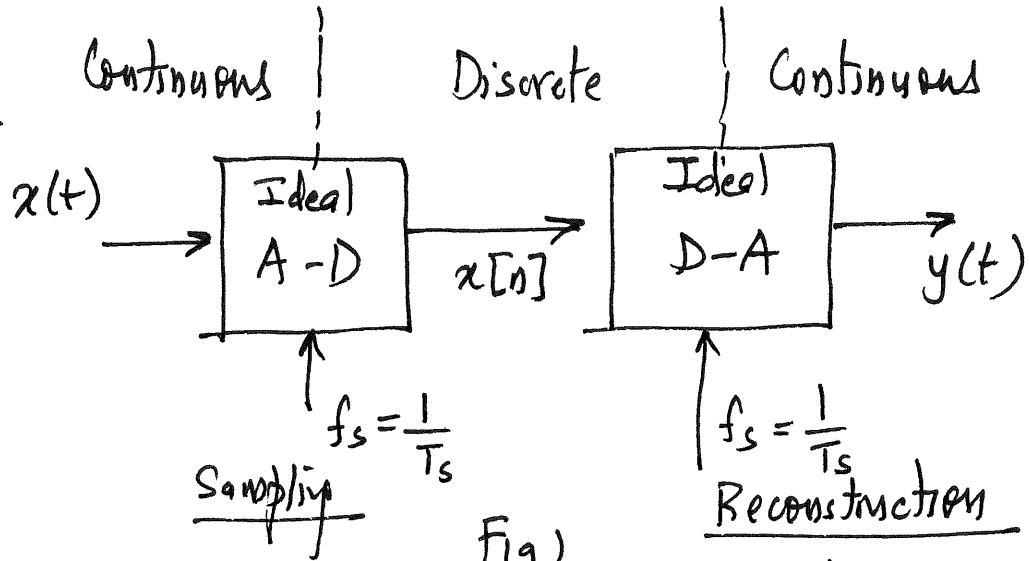 Continuous Discrete Continuous
x(t) Ideal A-D x[n] Ideal D-A y(t)
fs = 1/Ts fs = 1/Ts
Sampling Reconstruction
Fig 1